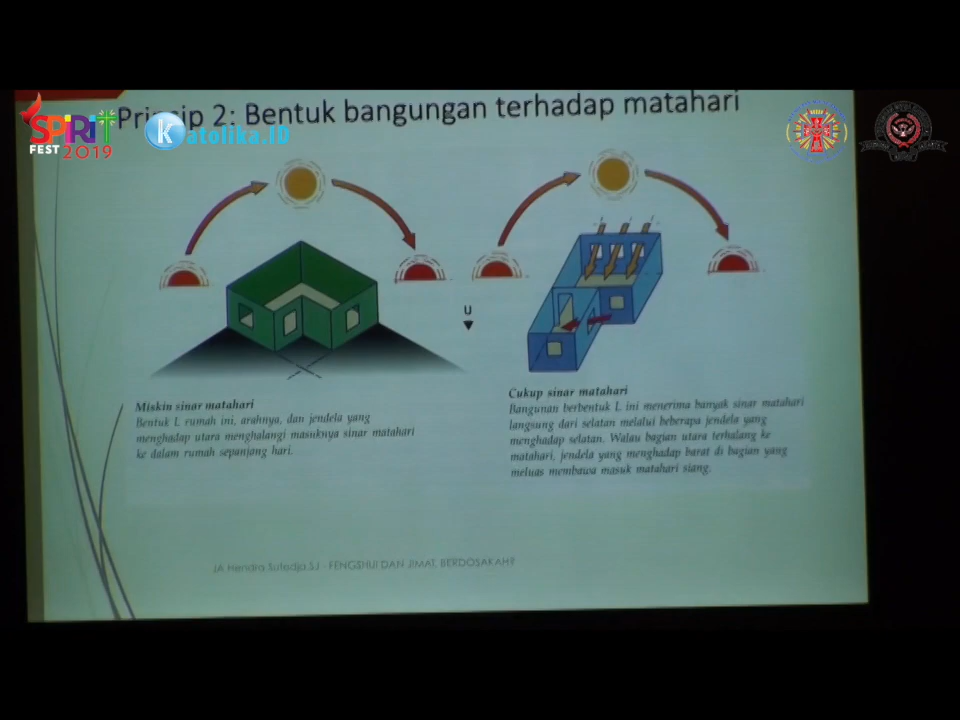 Prinsip 2: Bentuk bangunan terhadap matahari
SPIRIT
FEST 2019
Katolika.ID
U
Miskin sinar matahari
Bentuk L rumah ini, arahnya, dan jendela yang
menghadap utara menghalangi masuknya sinar matahari
ke dalam rumah sepanjang hari.
Cukup sinar matahari
Bangunan berbentuk L ini menerima banyak sinar matahari
langsung dari selatan melalui beberapa jendela yang
menghadap selatan. Walau bagian utara terhalang ke
matahari, jendela yang menghadap barat di bagian yang
meluas membawa masuk matahari siang.
JA Hendra Sutedja,SJ - FENGSHUI DAN JIMAT, BERDOSAKAH?